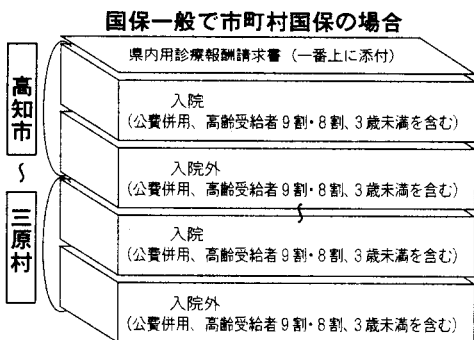 国保一般で市町村国保の場合
県内用診療報酬請求書（一番上に添付）
高知市
入院
(公費併用、高齢受給者9割・8割、3歳未満を含む)
入院外
(公費併用、高齢受給者9割・8割、3歳未満を含む)
〜
三原村
入院
(公費併用、高齢受給者9割・8割、3歳未満を含む)
入院外
(公費併用、高齢受給者9割・8割、3歳未満を含む)